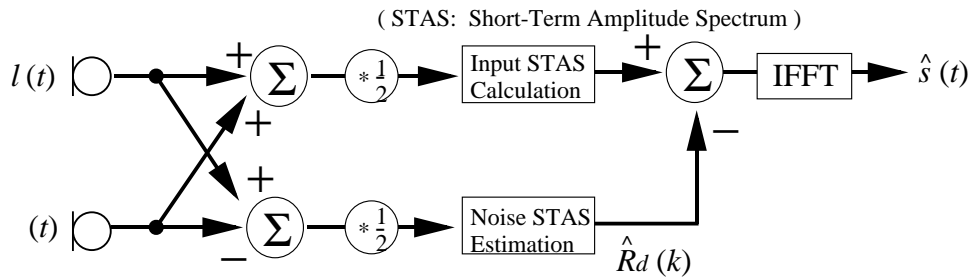 ( STAS: Short-Term Amplitude Spectrum )
l (t)
+
+
Σ
* 1/2
Input STAS
Calculation
+
Σ
−
IFFT
ŝ (t)
(t)
+
−
Σ
* 1/2
Noise STAS
Estimation
R̂d (k)